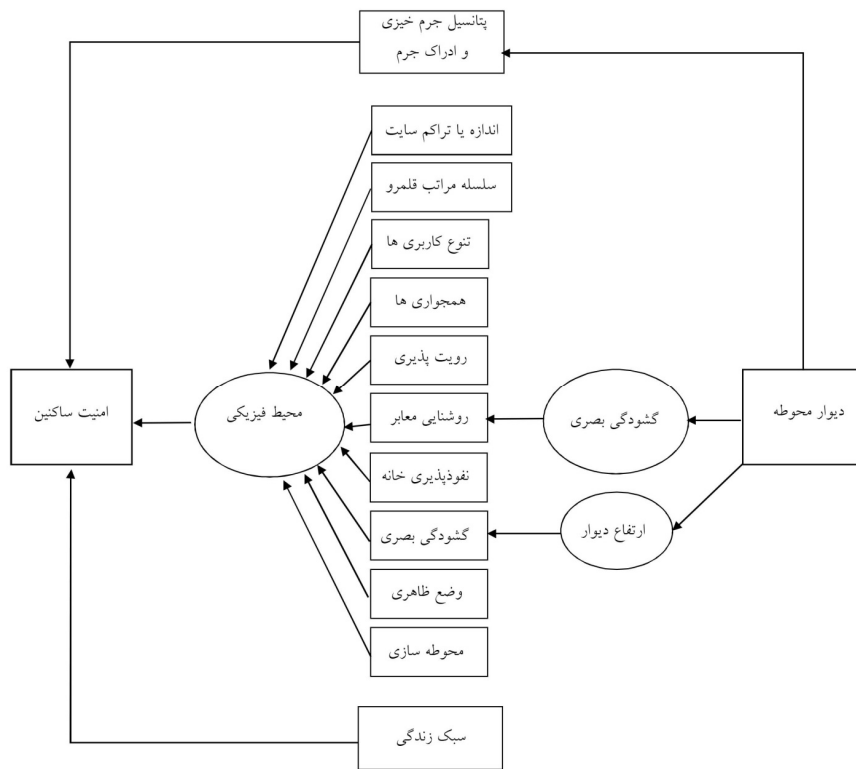 پتانسیل جرم خیزی
و ادراک جرم
اندازه یا تراکم سایت
سلسله مراتب قلمرو
تنوع کاربری ها
همجواری ها
رویت پذیری
روشنایی معابر
نفوذپذیری خانه
گشودگی بصری
وضع ظاهری
محوطه سازی
سبک زندگی
دیوار محوطه
گشودگی بصری
ارتفاع دیوار
محیط فیزیکی
امنیت ساکنین